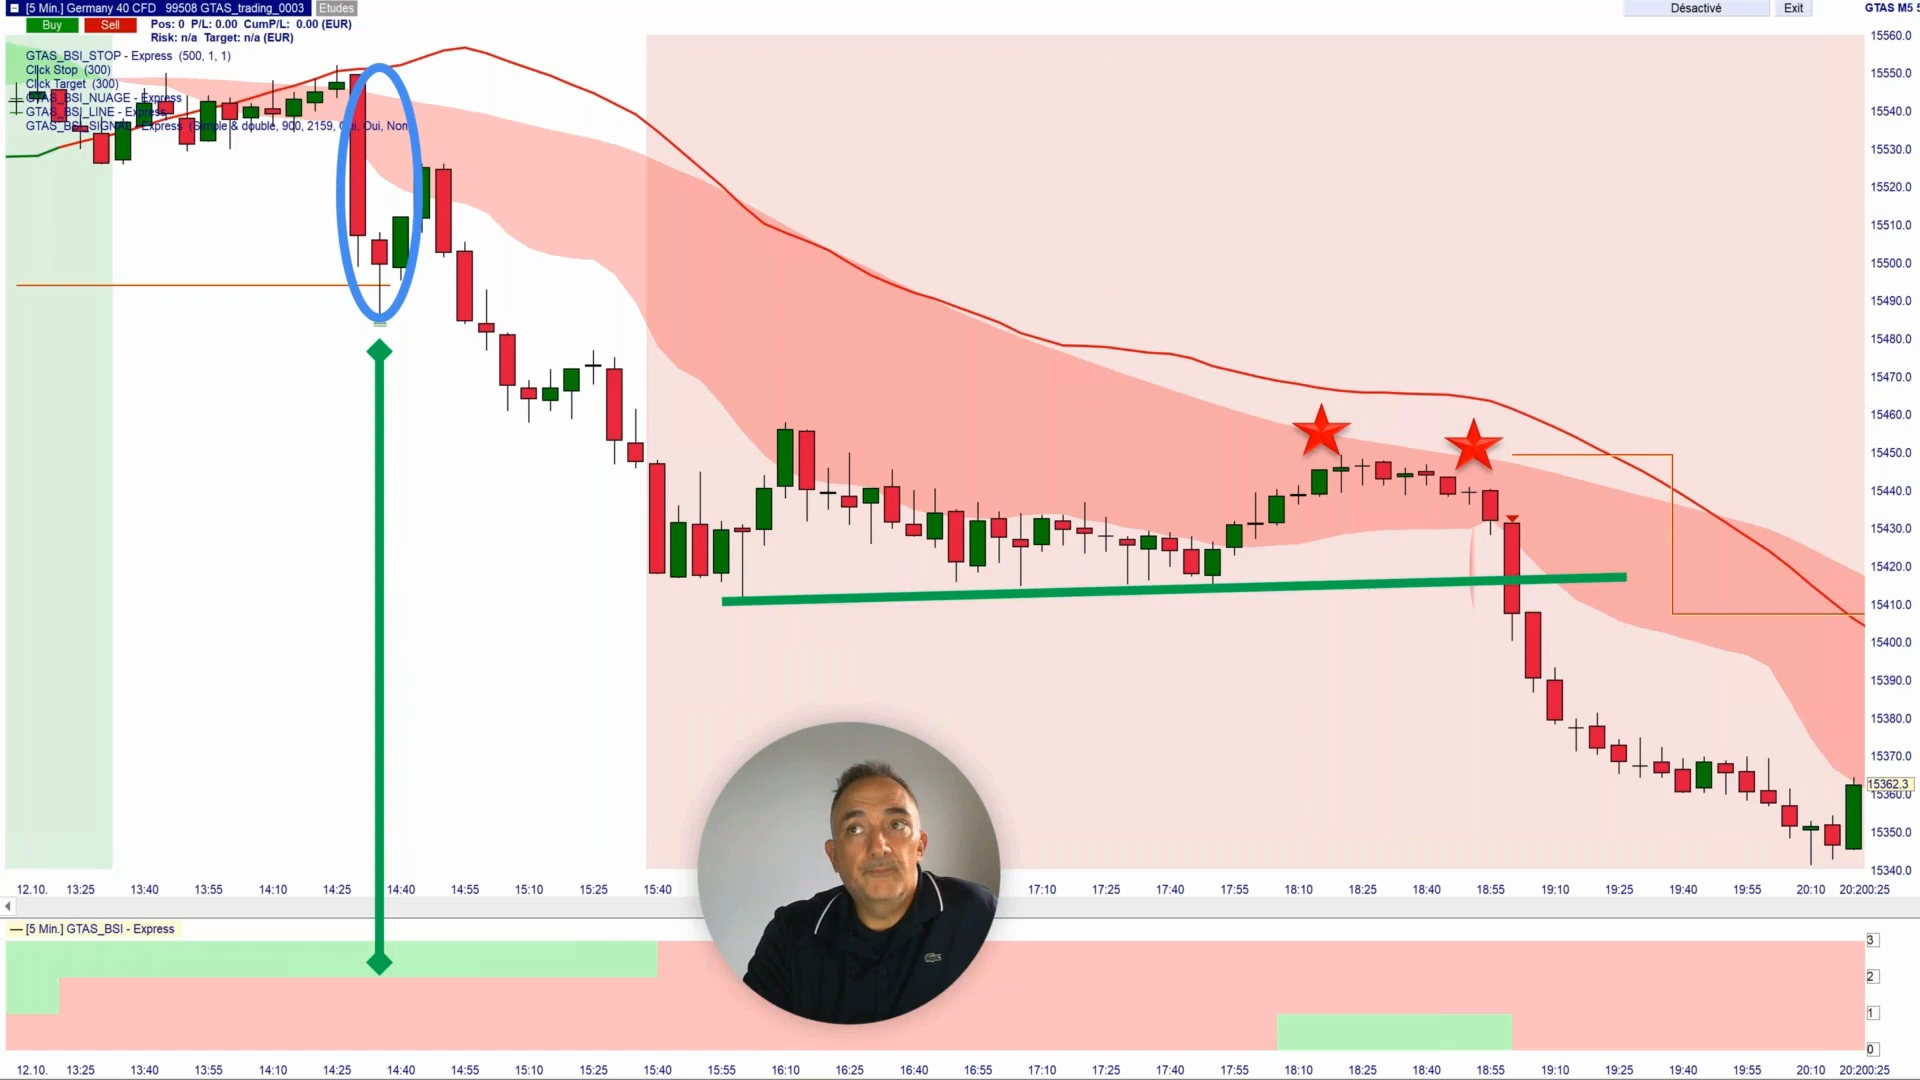 [5 Min.] Germany 40 CFD 99508 GTAS_trading_0003 Etudes Désactivé Exit GTAS M5
Buy Sell Pos: 0 P/L: 0.00 CumP/L: 0.00 (EUR)
Risk: n/a Target: n/a (EUR)
GTAS_BSI_STOP - Express (500, 1, 1)
Click Stop (300)
Click Target (300)
GTAS_BSI_NUAGE - Express
GTAS_BSI_LINE - Express
GTAS_BSI_SIGNAL - Express (Simple & double, 900, 2159, Oui, Oui, Non)
15560.0
15550.0
15540.0
15530.0
15520.0
15510.0
15500.0
15490.0
15480.0
15470.0
15460.0
15450.0
15440.0
15430.0
15420.0
15410.0
15400.0
15390.0
15380.0
15370.0
15362.3
15360.0
15350.0
15340.0
12.10. 13:25 13:40 13:55 14:10 14:25 14:40 14:55 15:10 15:25 15:40 17:10 17:25 17:40 17:55 18:10 18:25 18:40 18:55 19:10 19:25 19:40 19:55 20:10 20:200:25
[5 Min.] GTAS_BSI - Express
3
2
1
0
12.10. 13:25 13:40 13:55 14:10 14:25 14:40 14:55 15:10 15:25 15:40 15:55 16:10 16:25 16:40 16:55 17:10 17:25 17:40 17:55 18:10 18:25 18:40 18:55 19:10 19:25 19:40 19:55 20:10 20:200:25